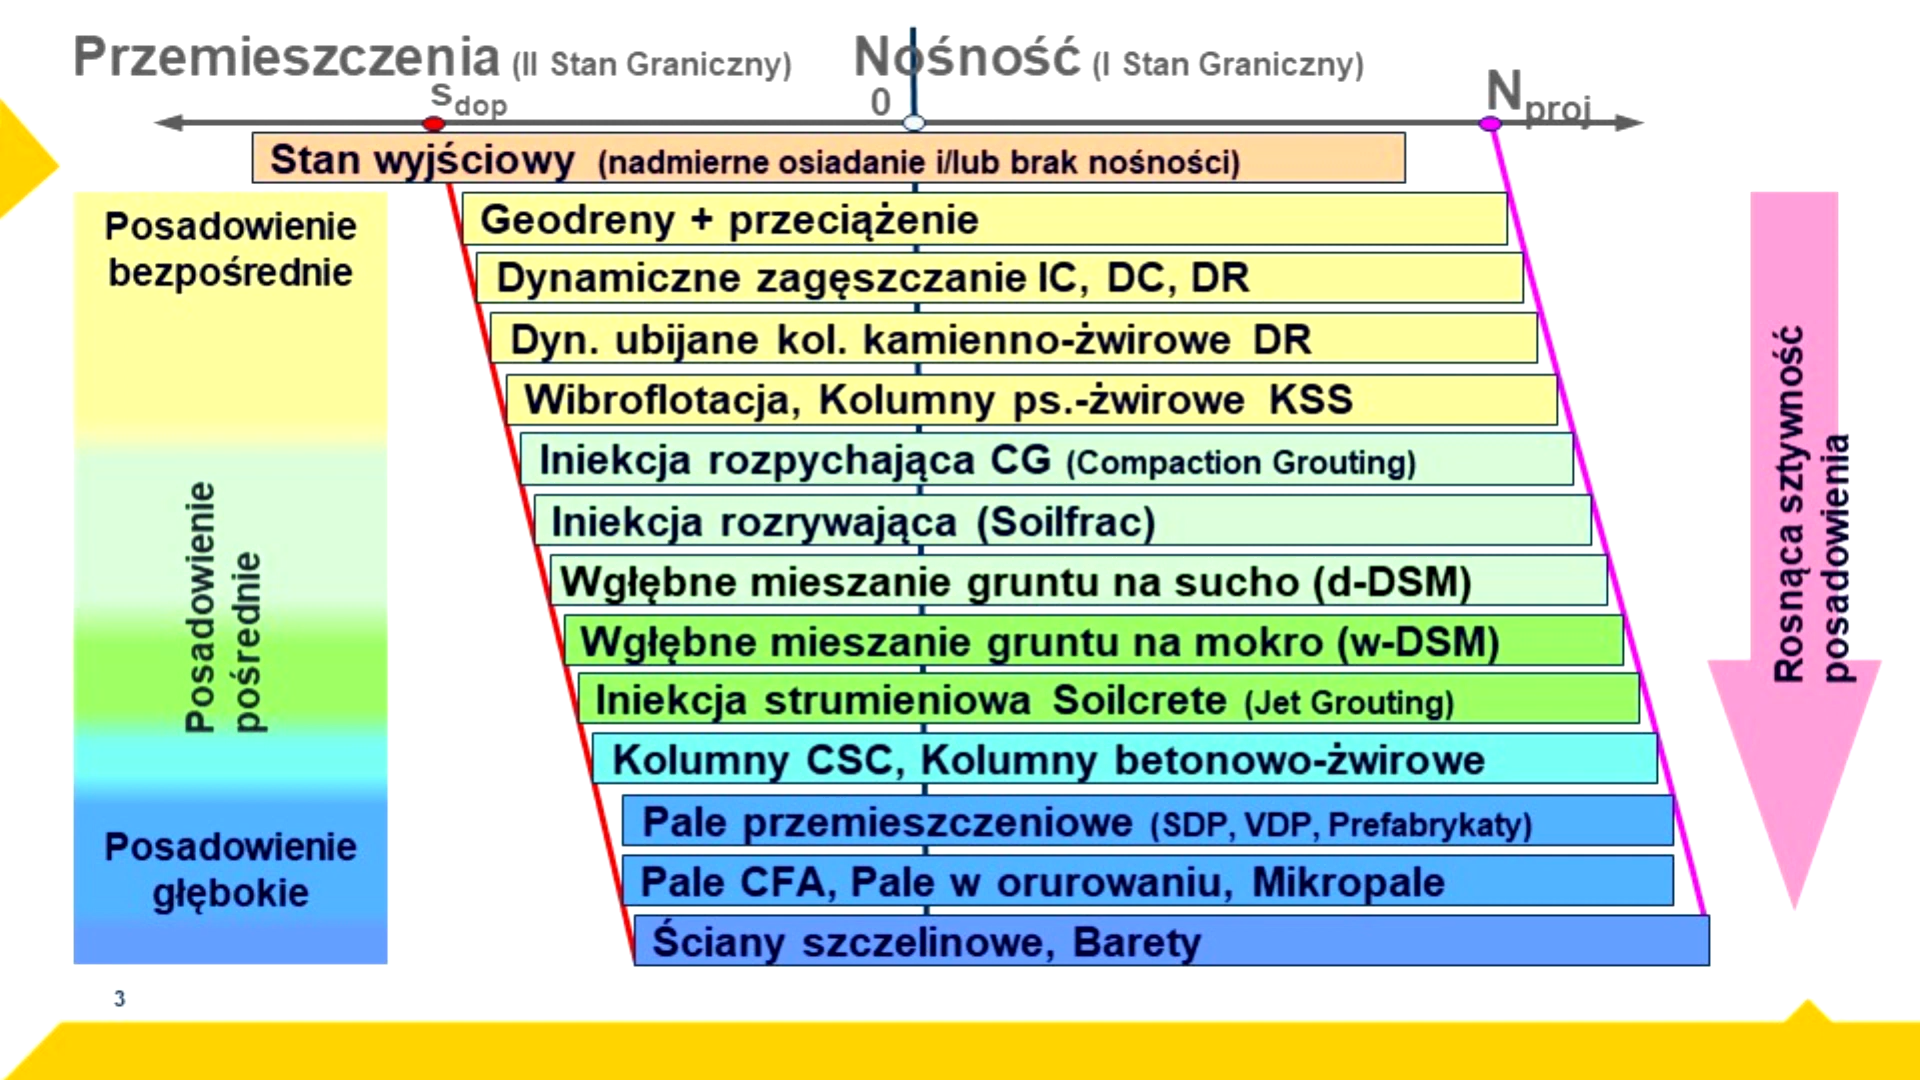 Przemieszczenia (II Stan Graniczny) Nośność (I Stan Graniczny)
s dop 0 N proj
Stan wyjściowy (nadmierne osiadanie i/lub brak nośności)
Posadowienie
bezpośrednie
Geodreny + przeciążenie
Dynamiczne zagęszczanie IC, DC, DR
Dyn. ubijane kol. kamienno-żwirowe DR
Wibroflotacja, Kolumny ps.-żwirowe KSS
Posadowienie
pośrednie
Iniekcja rozpychająca CG (Compaction Grouting)
Iniekcja rozrywająca (Soilfrac)
Wgłębne mieszanie gruntu na sucho (d-DSM)
Wgłębne mieszanie gruntu na mokro (w-DSM)
Iniekcja strumieniowa Soilcrete (Jet Grouting)
Kolumny CSC, Kolumny betonowo-żwirowe
Posadowienie
głębokie
Pale przemieszczeniowe (SDP, VDP, Prefabrykaty)
Pale CFA, Pale w orurowaniu, Mikropale
Ściany szczelinowe, Barety
Rosnąca sztywność
posadowienia
3